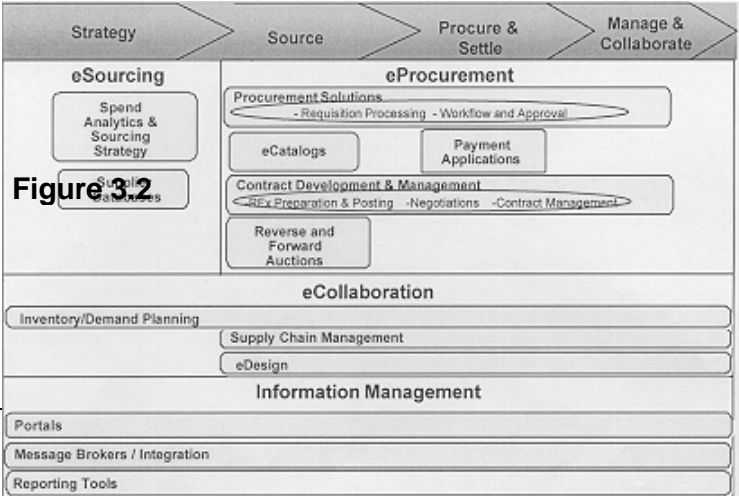 Strategy
Source
Procure &
Settle
Manage &
Collaborate
eSourcing
Spend
Analytics &
Sourcing
Strategy
Supplier
Databases
Figure 3.2
eProcurement
Procurement Solutions
- Requisition Processing - Workflow and Approval
eCatalogs
Payment
Applications
Contract Development & Management
-RFx Preparation & Posting -Negotiations -Contract Management
Reverse and
Forward
Auctions
eCollaboration
Inventory/Demand Planning
Supply Chain Management
eDesign
Information Management
Portals
Message Brokers / Integration
Reporting Tools